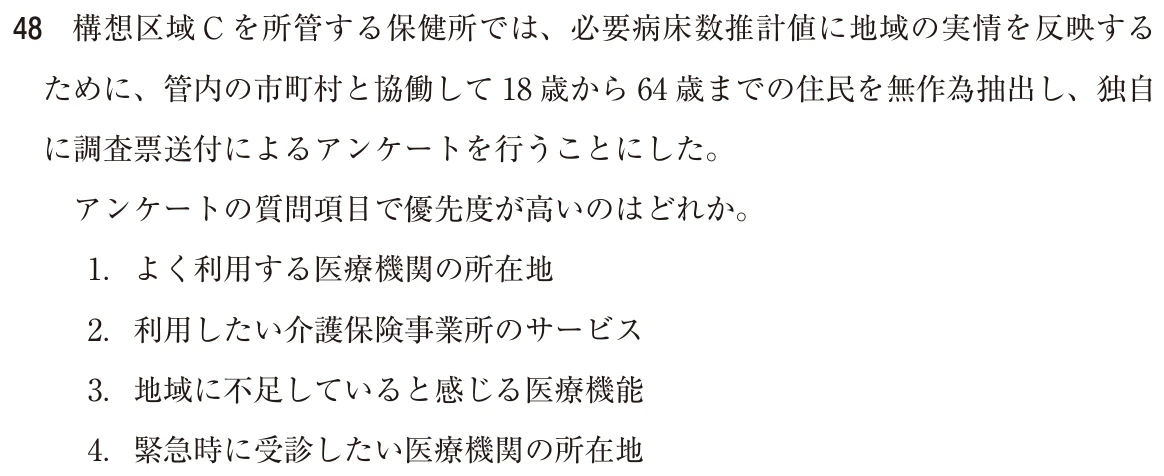 48　構想区域Cを所管する保健所では、必要病床数推計値に地域の実情を反映する
ために、管内の市町村と協働して18歳から64歳までの住民を無作為抽出し、独自
に調査票送付によるアンケートを行うことにした。
アンケートの質問項目で優先度が高いのはどれか。
1. よく利用する医療機関の所在地
2. 利用したい介護保険事業所のサービス
3. 地域に不足していると感じる医療機能
4. 緊急時に受診したい医療機関の所在地